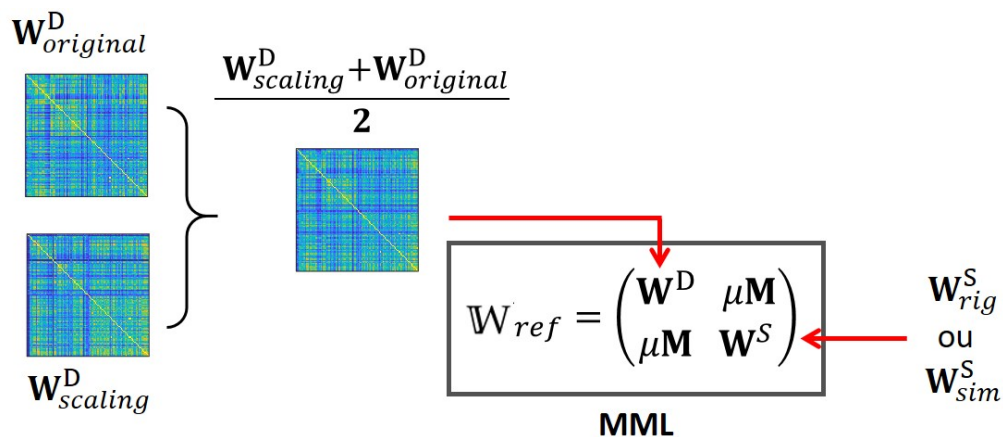 W^D_original
W^D_scaling+W^D_original
2
W_ref = (W^D μM
μM W^S)
W^S_rig
ou
W^S_sim
W^D_scaling
MML